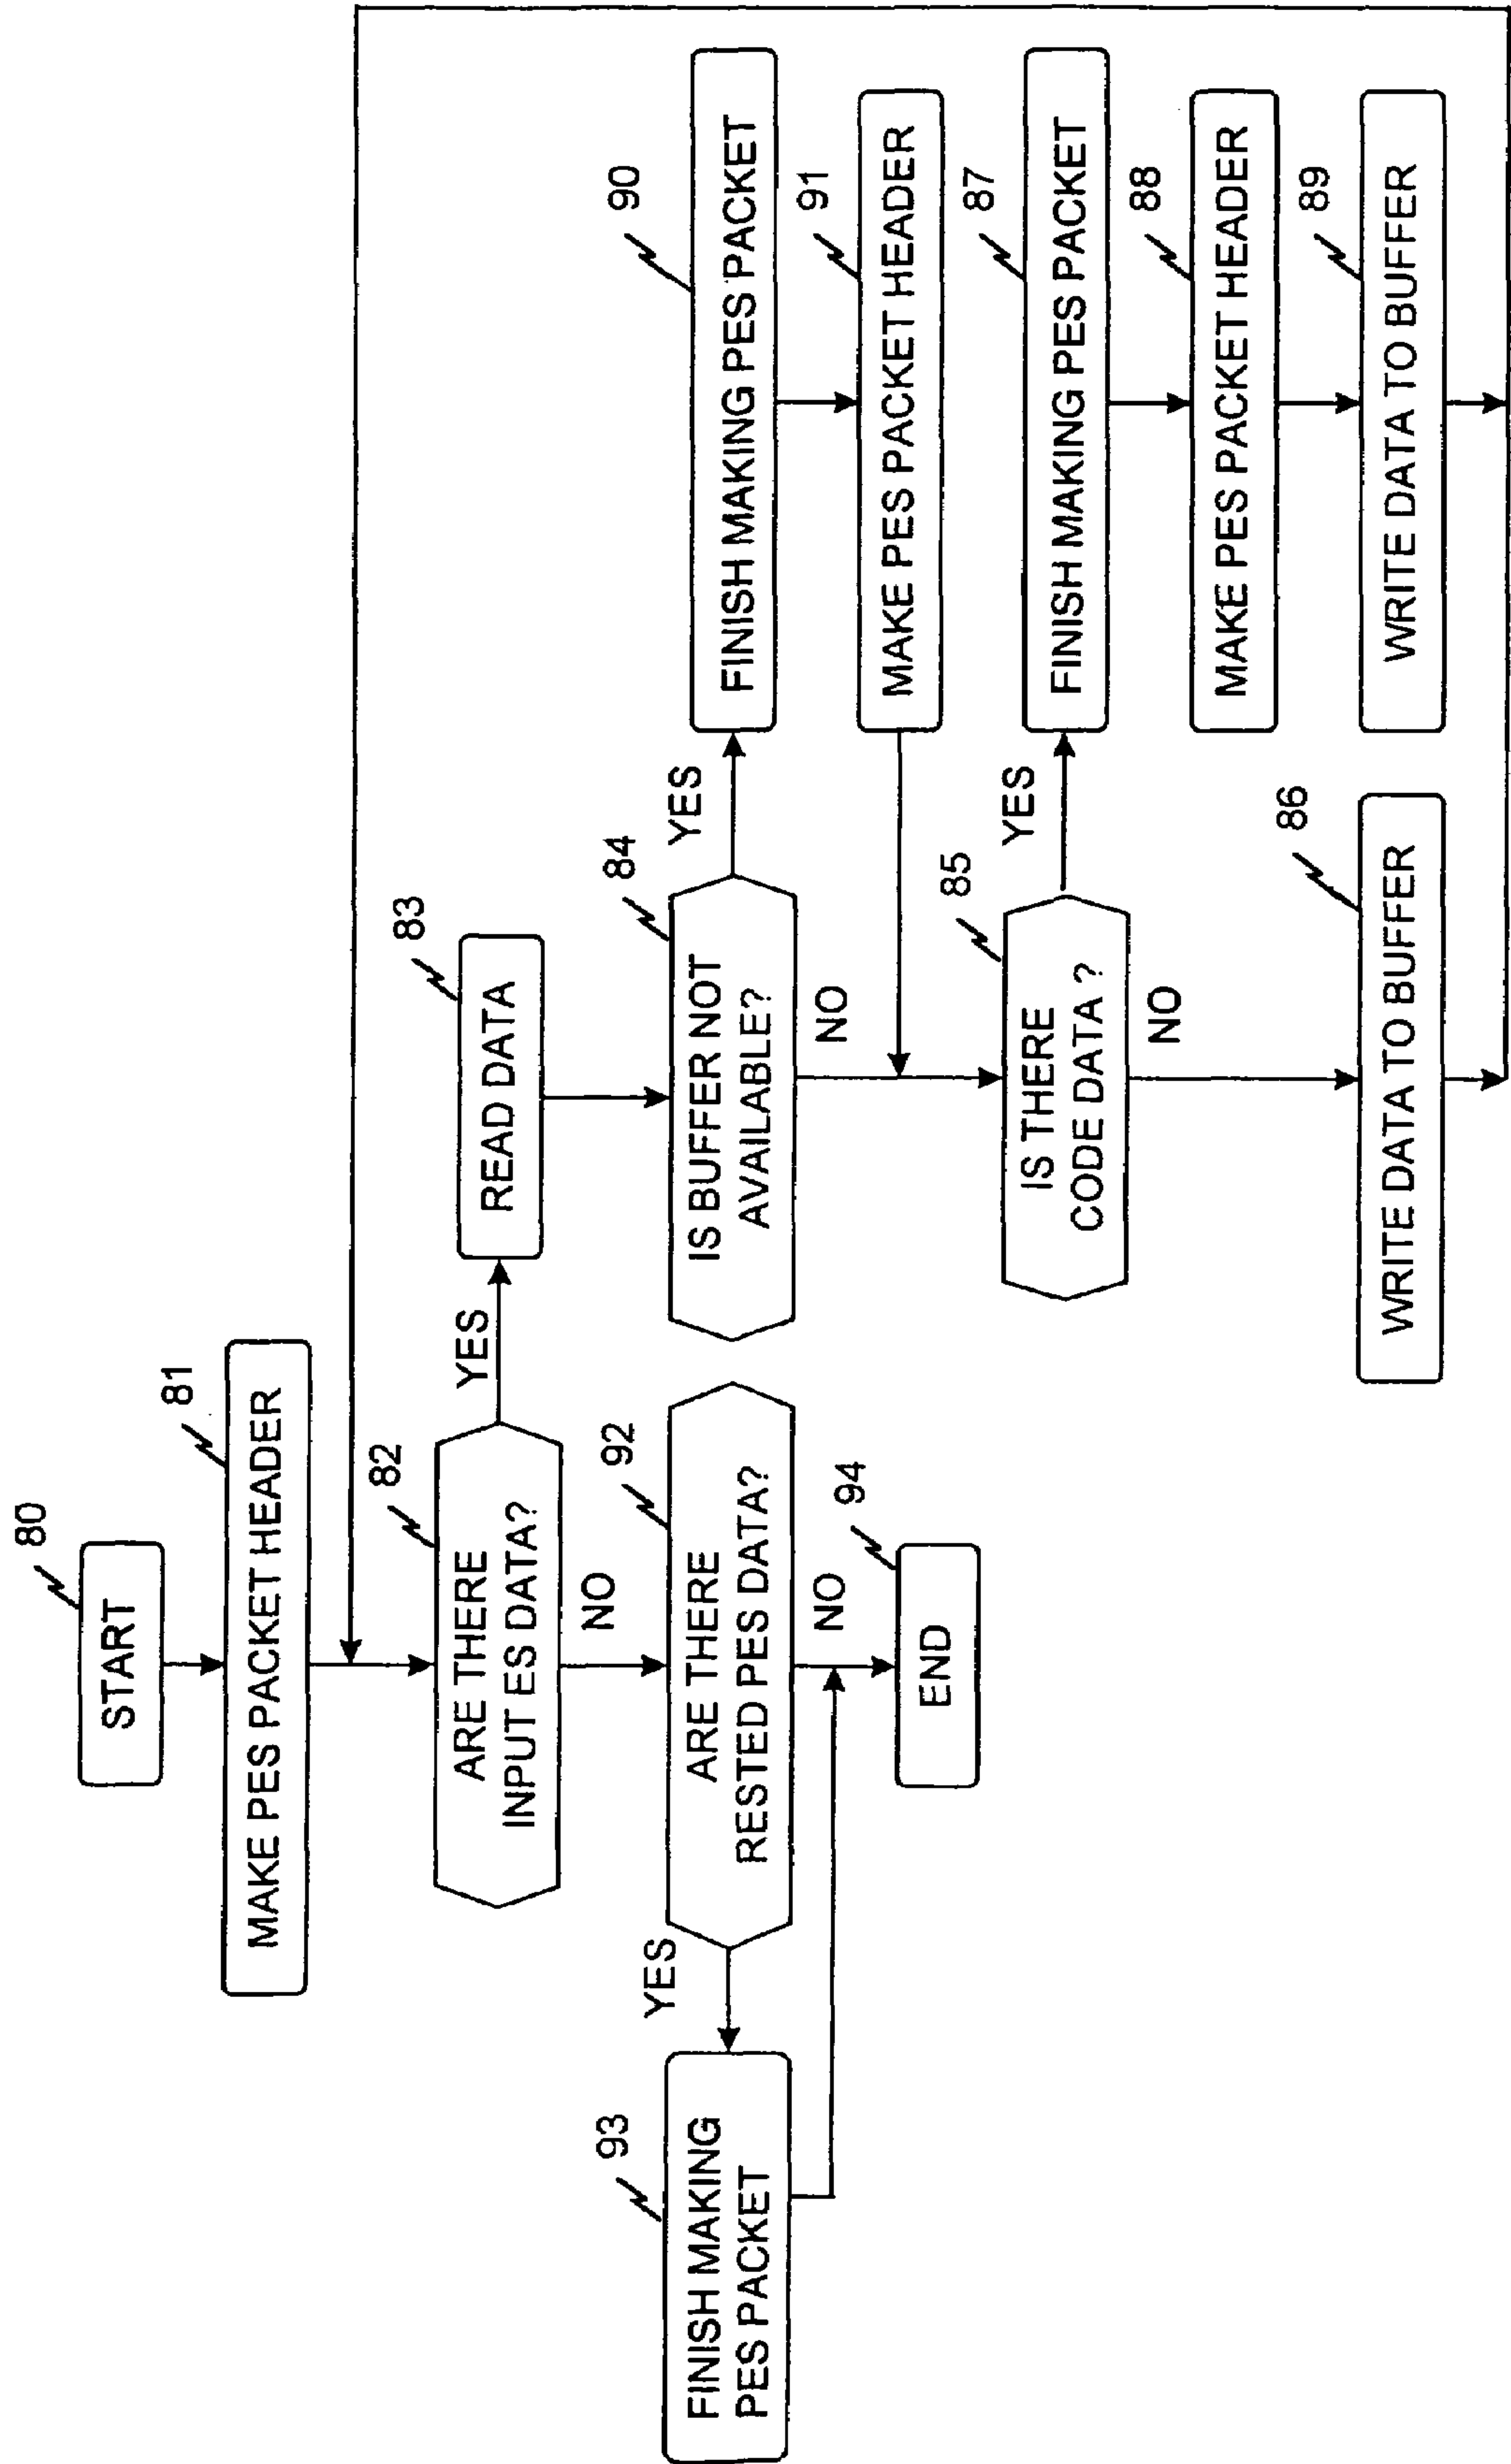 80
START
81
MAKE PES PACKET HEADER
82
ARE THERE
INPUT ES DATA?
YES
NO
83
READ DATA
84
IS BUFFER NOT
AVAILABLE?
YES
NO
90
FINISH MAKING PES PACKET
91
MAKE PES PACKET HEADER
85
IS THERE
CODE DATA ?
YES
NO
87
FINISH MAKING PES PACKET
88
MAKE PES PACKET HEADER
89
WRITE DATA TO BUFFER
86
WRITE DATA TO BUFFER
92
ARE THERE
RESTED PES DATA?
YES
NO
93
FINISH MAKING
PES PACKET
94
END